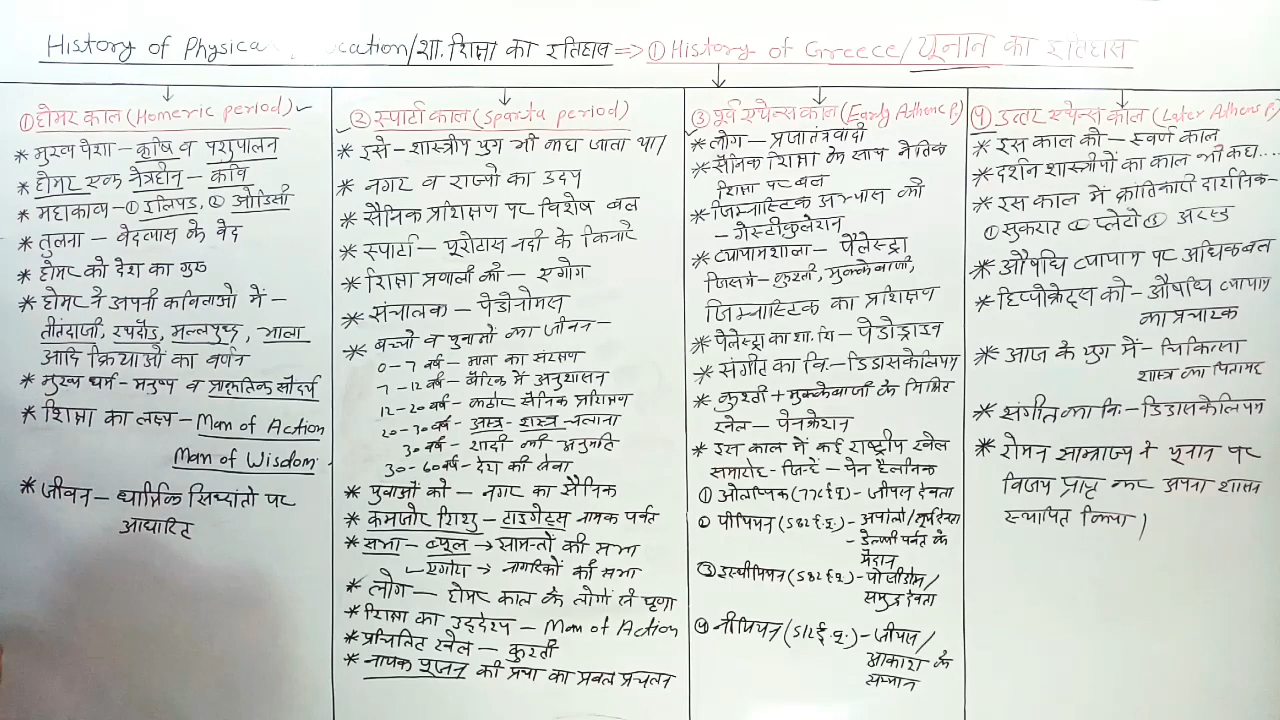 History of Physica ucation/शा. शिक्षा का इतिहास ⇒ ① History of Greece/यूनान का इतिहास
① होमर काल (Homeric period)
* मुख्य पेशा - कृषि व पशुपालन
* होमर एक नेत्रहीन - कवि
* महाकाव्य - ① इलियड, ② ओडिसी
* तुलना - वेदव्यास के वेद
* होमर को देश का गुरु
* होमर ने अपनी कविताओं में -
तीरंदाजी, रथदौड़, मल्लयुद्ध, भाला
आदि क्रियाओं का वर्णन
* मुख्य धर्म - मनुष्य व प्राकृतिक सौंदर्य
* शिक्षा का लक्ष्य - Man of Action
Man of Wisdom.
* जीवन - धार्मिक सिद्धांतो पर
आधारित
② स्पार्टा काल (Sparta period)
* इसे - शास्त्रीय युग भी कहा जाता था/
* नगर व राज्यो का उदय
* सैनिक प्रशिक्षण पर विशेष बल
* स्पार्टा - यूरोटास नदी के किनारे
* शिक्षा प्रणाली को - एगोग
* संचालक - पेडोनोमस
* बच्चो व युवाओं का जीवन -
0-7 वर्ष - माता का संरक्षण
7-12 वर्ष - बैरक में अनुशासन
12-20 वर्ष - कठोर सैनिक प्रशिक्षण
20-30 वर्ष - अस्त्र-शस्त्र चलाना
30 वर्ष - शादी की अनुमति
30-60 वर्ष - देश की सेवा
* युवाओं को - नगर का सैनिक
* कमजोर शिशु - टाइगेट्स नामक पर्वत
* सभा - ब्यूल → सामन्तों की सभा
एगोरा → नागरिकों की सभा
* लोग - होमर काल के लोगों से घृणा
* शिक्षा का उद्देश्य - Man of Action
* प्रचिलित खेल - कुश्ती
* नायक पूजन की प्रथा का प्रबल प्रचलन
③ पूर्व एथेन्स काल (Early Athenc P)
* लोग - प्रजातंत्रवादी
* सैनिक शिक्षा के साथ नैतिक
शिक्षा पर बल
* जिम्नास्टिक अभ्यास को
- गेस्टीकुलेशन
* व्यायामशाला - पेलेस्ट्रा
जिसमे - कुश्ती, मुक्केबाजी,
जिमनास्टिक का प्रशिक्षण
* पेलेस्ट्रा का शा. शि - पेडोट्राइब
* संगीत का वि. - डिडास्केलियम
* कुश्ती + मुक्केबाजी के मिश्रित
खेल - पेनक्रेशन
* इस काल में कई राष्ट्रीय खेल
समारोह - जिन्हें - पेन हैलेनिक
① ओलम्पिक (776 ई.पू) - जीयस देवता
② पीथियन (582 ई.पू.) - अपोलो/सूर्य देवता
- डेल्फी पर्वत के
मैदान
③ इस्थीमियन (582 ई.पू) - पोसीडोन/
समुद्र देवता
④ नीमियन (512 ई.पू.) - जीयस/
आकाश के
सम्मान
④ उत्तर एथेन्स काल (Later Athens P)
* इस काल को - स्वर्ण काल
* दर्शन शास्त्रीयों का काल भी कहा....
* इस काल में क्रांतिकारी दार्शनिक -
① सुकरात ② प्लेटो ③ अरस्तु
* औषधि व्यायाम पर अधिक बल
* हिप्पोक्रेट्स को - औषधि व्यायाम
का प्रचारक
* आज के युग में - चिकित्सा
शास्त्र का पितामह
* संगीत का वि. - डिडास्केलियम
* रोमन साम्राज्य ने यूनान पर
विजय प्राप्त कर अपना शासन
स्थापित किया/